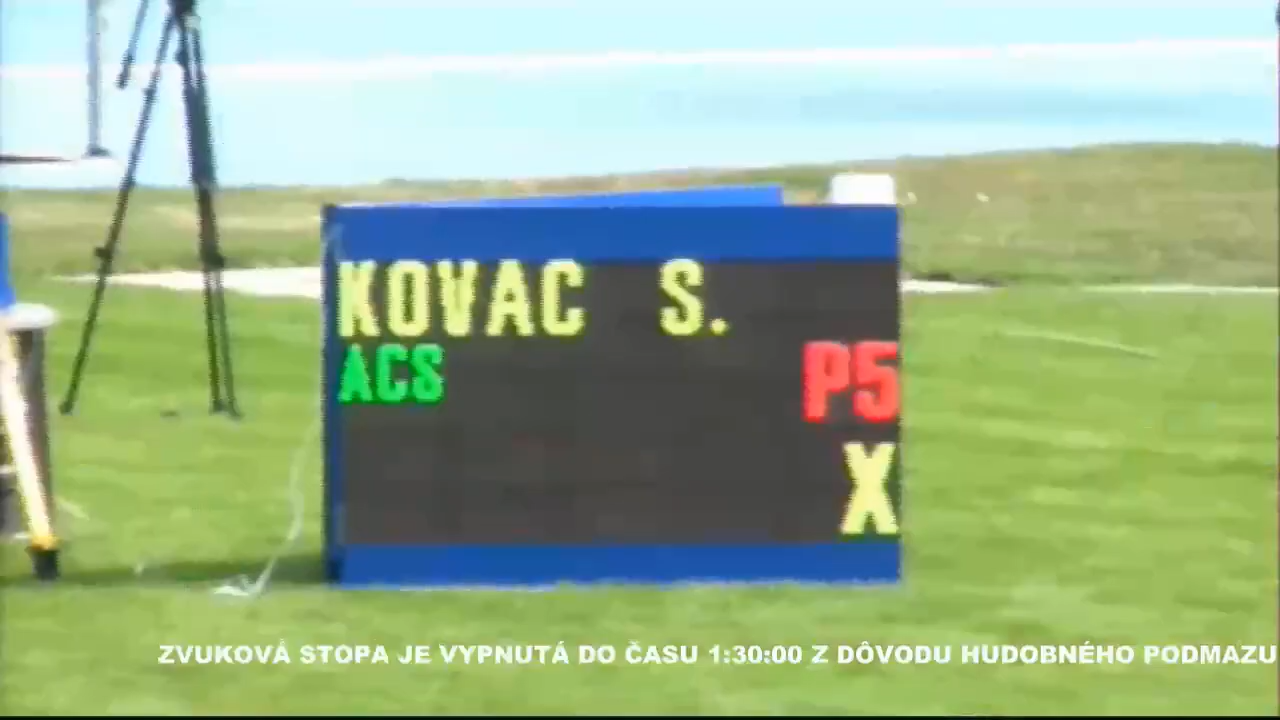 KOVAC S.
ACS
P5
X
ZVUKOVÁ STOPA JE VYPNUTÁ DO ČASU 1:30:00 Z DÔVODU HUDOBNÉHO PODMAZU